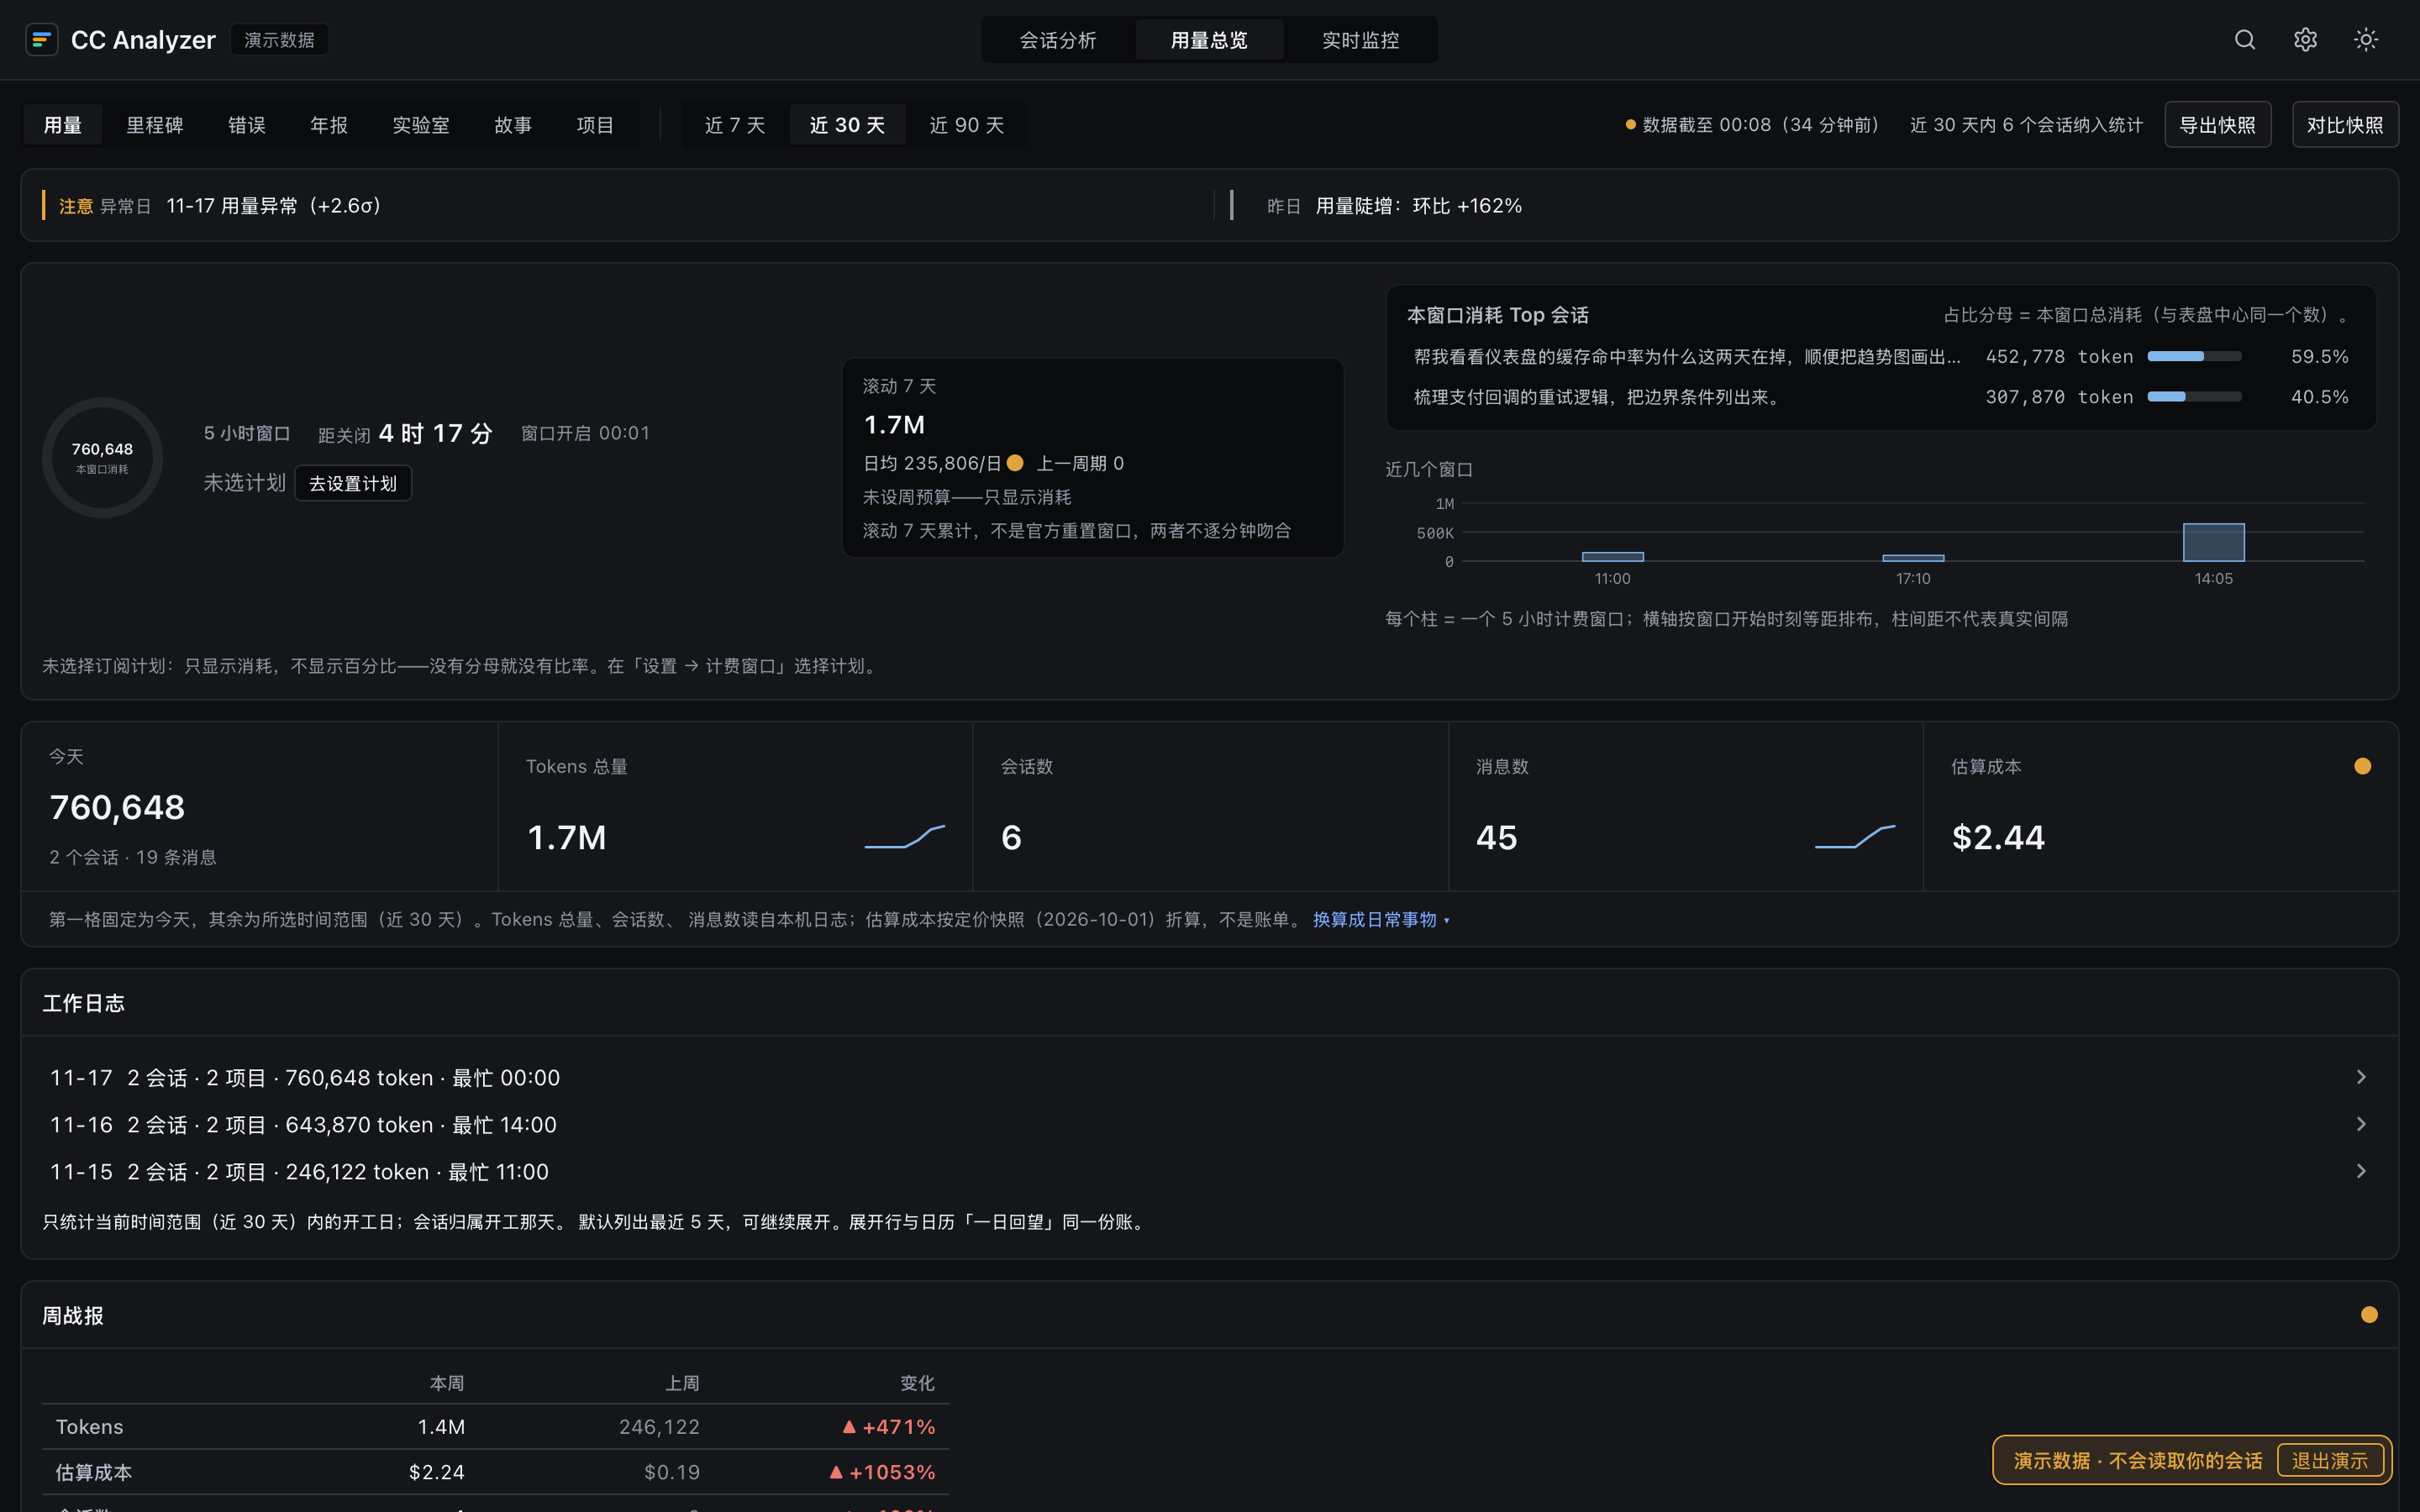 CC Analyzer 演示数据 会话分析 用量总览 实时监控
用量 里程碑 错误 年报 实验室 故事 项目 近 7 天 近 30 天 近 90 天 数据截至 00:08（34 分钟前） 近 30 天内 6 个会话纳入统计 导出快照 对比快照
注意 异常日 11-17 用量异常（+2.6σ） 昨日 用量陡增：环比 +162%
760,648
本窗口消耗
5 小时窗口 距关闭 4 时 17 分 窗口开启 00:01
未选计划 去设置计划
滚动 7 天
1.7M
日均 235,806/日 上一周期 0
未设周预算——只显示消耗
滚动 7 天累计，不是官方重置窗口，两者不逐分钟吻合
本窗口消耗 Top 会话 占比分母 = 本窗口总消耗（与表盘中心同一个数）。
帮我看看仪表盘的缓存命中率为什么这两天在掉，顺便把趋势图画出... 452,778 token 59.5%
梳理支付回调的重试逻辑，把边界条件列出来。 307,870 token 40.5%
近几个窗口
1M
500K
0
11:00 17:10 14:05
每个柱 = 一个 5 小时计费窗口；横轴按窗口开始时刻等距排布，柱间距不代表真实间隔
未选择订阅计划：只显示消耗，不显示百分比——没有分母就没有比率。在「设置 → 计费窗口」选择计划。
今天
760,648
2 个会话 · 19 条消息
Tokens 总量
1.7M
会话数
6
消息数
45
估算成本
$2.44
第一格固定为今天，其余为所选时间范围（近 30 天）。Tokens 总量、会话数、 消息数读自本机日志；估算成本按定价快照（2026-10-01）折算，不是账单。 换算成日常事物 ▾
工作日志
11-17 2 会话 · 2 项目 · 760,648 token · 最忙 00:00
11-16 2 会话 · 2 项目 · 643,870 token · 最忙 14:00
11-15 2 会话 · 2 项目 · 246,122 token · 最忙 11:00
只统计当前时间范围（近 30 天）内的开工日；会话归属开工那天。 默认列出最近 5 天，可继续展开。展开行与日历「一日回望」同一份账。
周战报
本周 上周 变化
Tokens 1.4M 246,122 ▲ +471%
估算成本 $2.24 $0.19 ▲ +1053%
演示数据 · 不会读取你的会话 退出演示